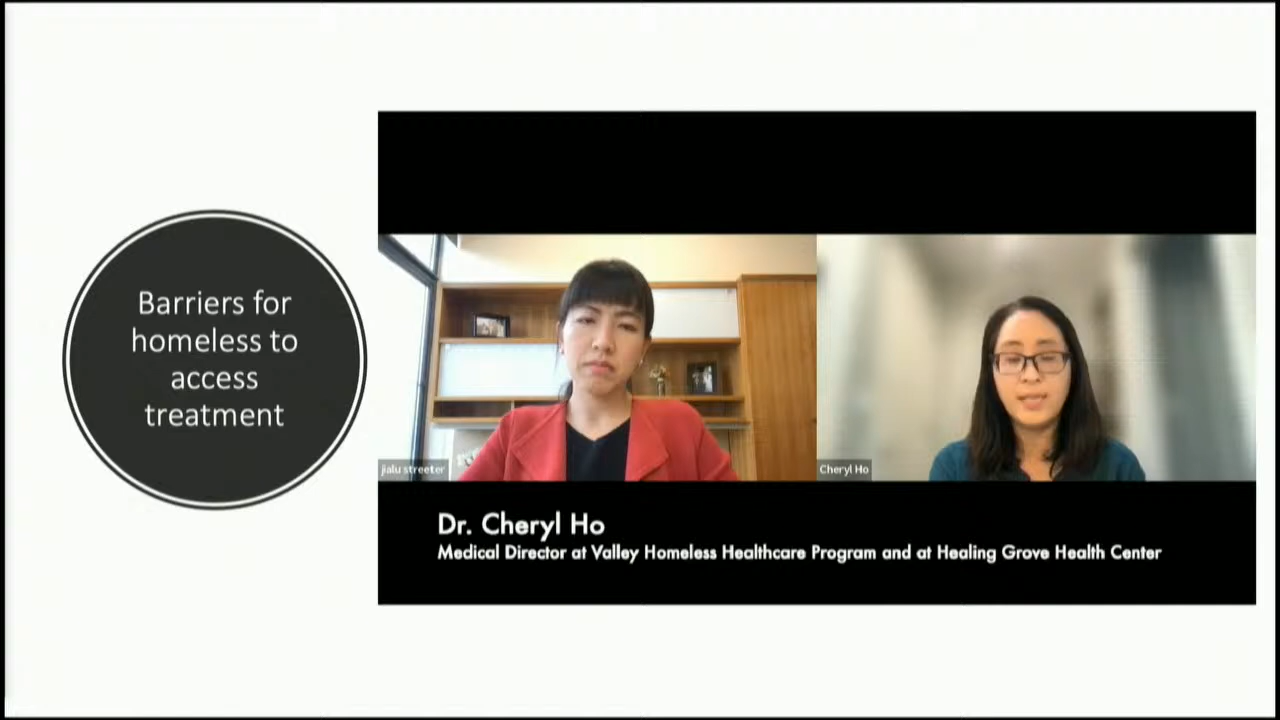 Barriers for
homeless to
access
treatment
jialu streeter
Cheryl Ho
Dr. Cheryl Ho
Medical Director at Valley Homeless Healthcare Program and at Healing Grove Health Center